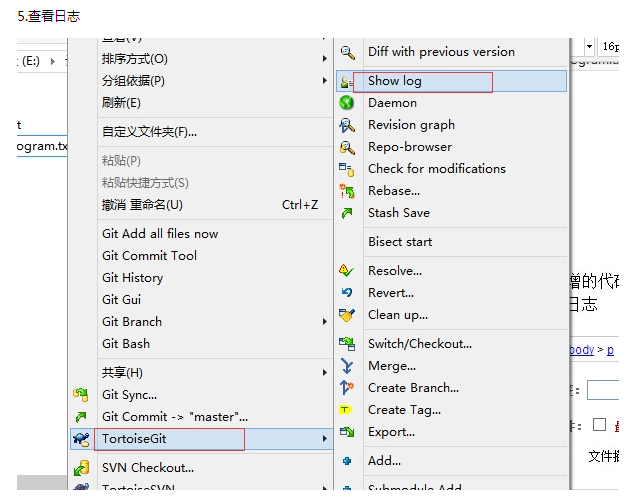 5.查看日志
查看(V)
排序方式(O)
分组依据(P)
刷新(E)
自定义文件夹(F)...
粘贴(P)
粘贴快捷方式(S)
撤消 重命名(U) Ctrl+Z
Git Add all files now
Git Commit Tool
Git History
Git Gui
Git Branch
Git Bash
共享(H)
Git Sync...
Git Commit -> "master"...
TortoiseGit
SVN Checkout...
TortoiseSVN
Diff with previous version
Show log
Daemon
Revision graph
Repo-browser
Check for modifications
Rebase...
Stash Save
Bisect start
Resolve...
Revert...
Clean up...
Switch/Checkout...
Merge...
Create Branch...
Create Tag...
Export...
Add...
Submodule Add...
(E:)
t
ogram.tx
16p
增的代码
日志
body > p
文件描